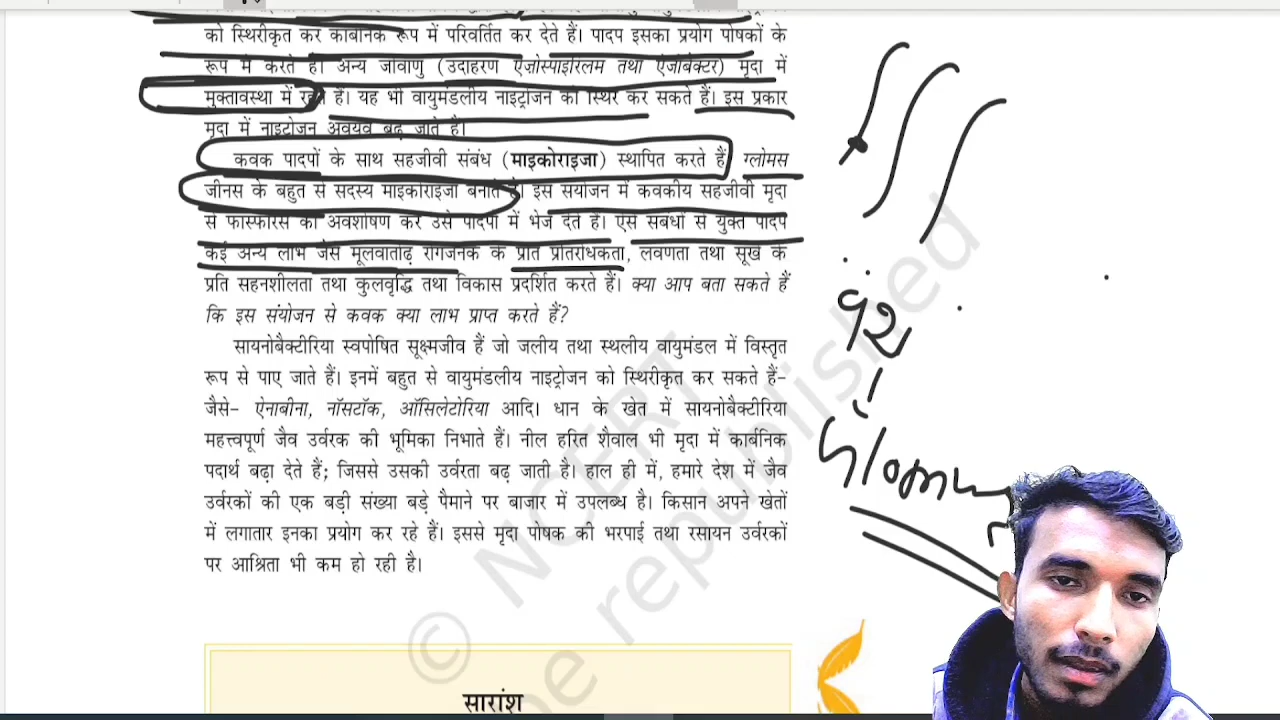 को स्थिरीकृत कर कार्बनिक रूप में परिवर्तित कर देते हैं। पादप इसका प्रयोग पोषकों के
रूप में करते हैं। अन्य जीवाणु (उदाहरण ऐज़ोस्पाइरिलम तथा एजोबैक्टर) मृदा में
मुक्तावस्था में रहते हैं। यह भी वायुमंडलीय नाइट्रोजन को स्थिर कर सकते हैं। इस प्रकार
मृदा में नाइट्रोजन अवयव बढ़ जाते हैं।
कवक पादपों के साथ सहजीवी संबंध (माइकोराइजा) स्थापित करते हैं। ग्लोमस
जीनस के बहुत से सदस्य माइकोराइजा बनाते हैं। इस संयोजन में कवकीय सहजीवी मृदा
से फास्फोरस का अवशोषण कर उसे पादपों में भेज देते हैं। ऐसे संबंधों से युक्त पादप
कई अन्य लाभ जैसे मूलवातोढ़ रोगजनक के प्रति प्रतिरोधकता, लवणता तथा सूखे के
प्रति सहनशीलता तथा कुलवृद्धि तथा विकास प्रदर्शित करते हैं। क्या आप बता सकते हैं
कि इस संयोजन से कवक क्या लाभ प्राप्त करते हैं?
सायनोबैक्टीरिया स्वपोषित सूक्ष्मजीव हैं जो जलीय तथा स्थलीय वायुमंडल में विस्तृत
रूप से पाए जाते हैं। इनमें बहुत से वायुमंडलीय नाइट्रोजन को स्थिरीकृत कर सकते हैं-
जैसे- ऐनाबीना, नॉसटॉक, ऑसिलेटोरिया आदि। धान के खेत में सायनोबैक्टीरिया
महत्त्वपूर्ण जैव उर्वरक की भूमिका निभाते हैं। नील हरित शैवाल भी मृदा में कार्बनिक
पदार्थ बढ़ा देते हैं; जिससे उसकी उर्वरता बढ़ जाती है। हाल ही में, हमारे देश में जैव
उर्वरकों की एक बड़ी संख्या बड़े पैमाने पर बाजार में उपलब्ध है। किसान अपने खेतों
में लगातार इनका प्रयोग कर रहे हैं। इससे मृदा पोषक की भरपाई तथा रसायन उर्वरकों
पर आश्रिता भी कम हो रही है।
वंश
Glomus
© NCERT
be republished
सारांश